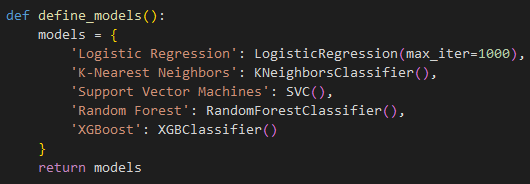 def define_models():
    models = {
        'Logistic Regression': LogisticRegression(max_iter=1000),
        'K-Nearest Neighbors': KNeighborsClassifier(),
        'Support Vector Machines': SVC(),
        'Random Forest': RandomForestClassifier(),
        'XGBoost': XGBClassifier()
    }
    return models